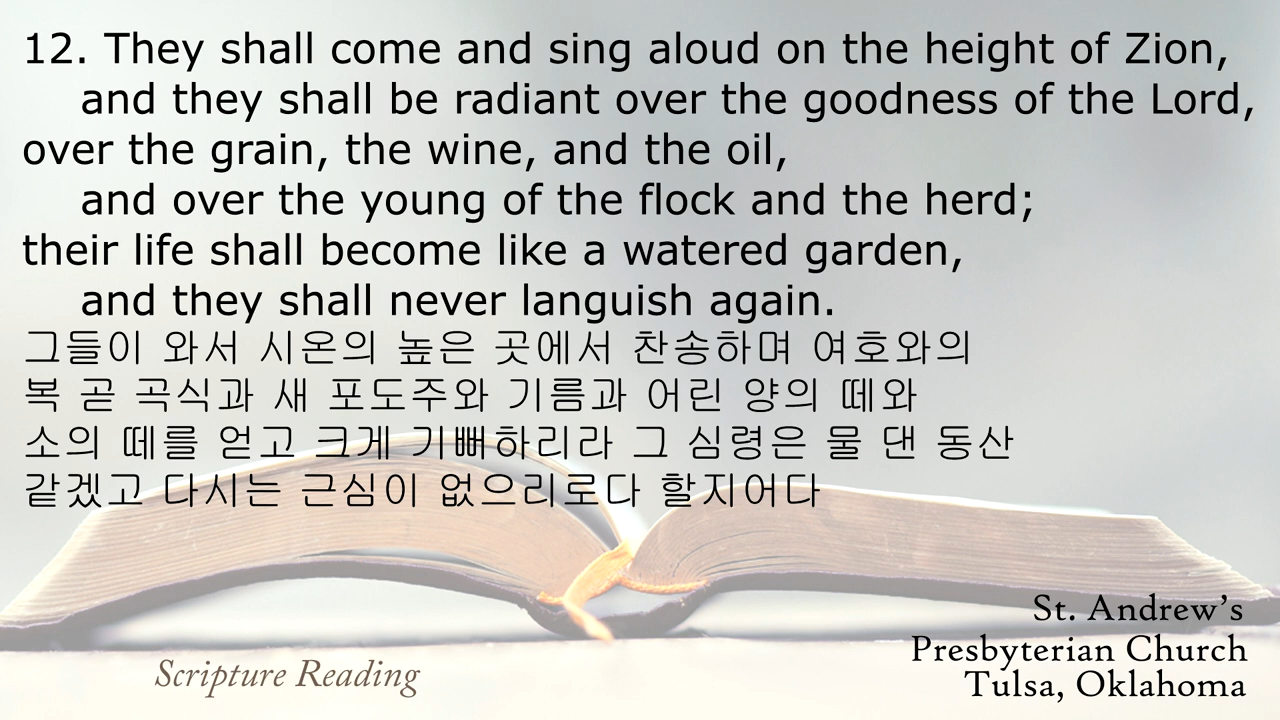 12. They shall come and sing aloud on the height of Zion,
and they shall be radiant over the goodness of the Lord,
over the grain, the wine, and the oil,
and over the young of the flock and the herd;
their life shall become like a watered garden,
and they shall never languish again.
그들이 와서 시온의 높은 곳에서 찬송하며 여호와의
복 곧 곡식과 새 포도주와 기름과 어린 양의 떼와
소의 떼를 얻고 크게 기뻐하리라 그 심령은 물 댄 동산
같겠고 다시는 근심이 없으리로다 할지어다
Scripture Reading
St. Andrew’s
Presbyterian Church
Tulsa, Oklahoma